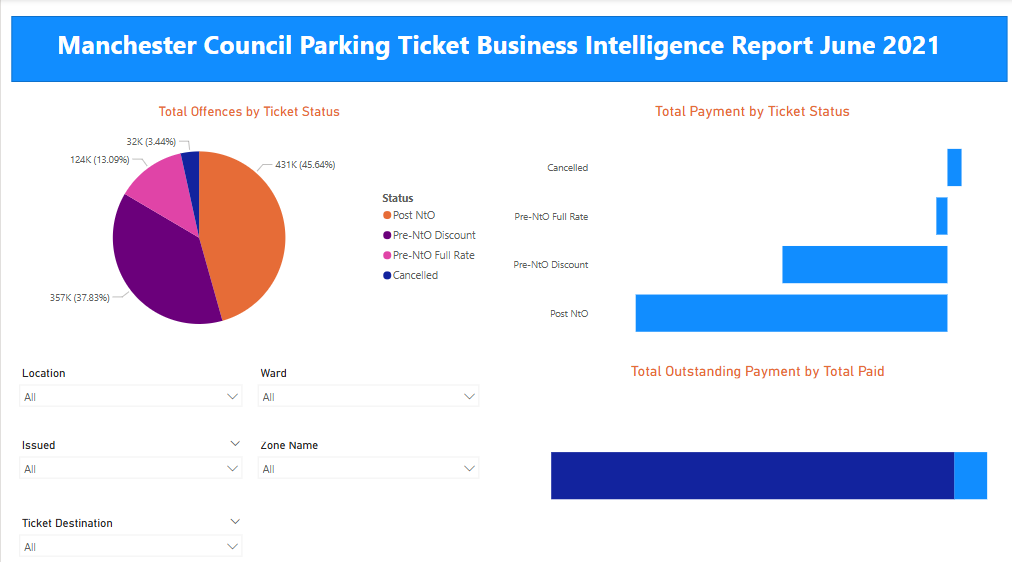 Manchester Council Parking Ticket Business Intelligence Report June 2021
Total Offences by Ticket Status
32K (3.44%)
124K (13.09%)
431K (45.64%)
357K (37.83%)
Status
Post NtO
Pre-NtO Discount
Pre-NtO Full Rate
Cancelled
Total Payment by Ticket Status
Cancelled
Pre-NtO Full Rate
Pre-NtO Discount
Post NtO
Location
All
Ward
All
Issued
All
Zone Name
All
Ticket Destination
All
Total Outstanding Payment by Total Paid